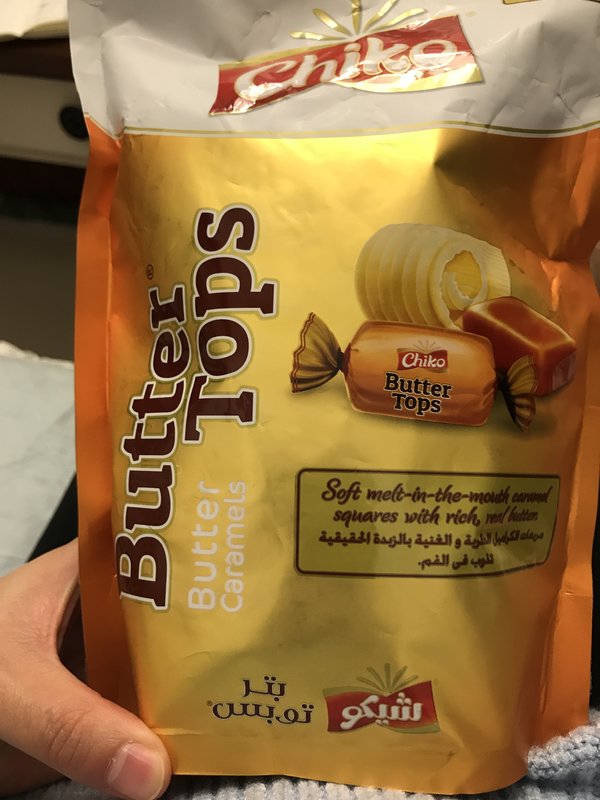 Chiko
Butter®
Tops
Butter
Caramels
Chiko
Butter
Tops
Soft melt-in-the-mouth caramel
squares with rich, real butter.
مربعات الكراميل الطرية و الغنية بالزبدة الحقيقية
تذوب في الفم.
بتر
توبس®
شيكو